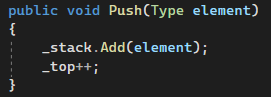 public void Push(Type element)
{
    _stack.Add(element);
    _top++;
}